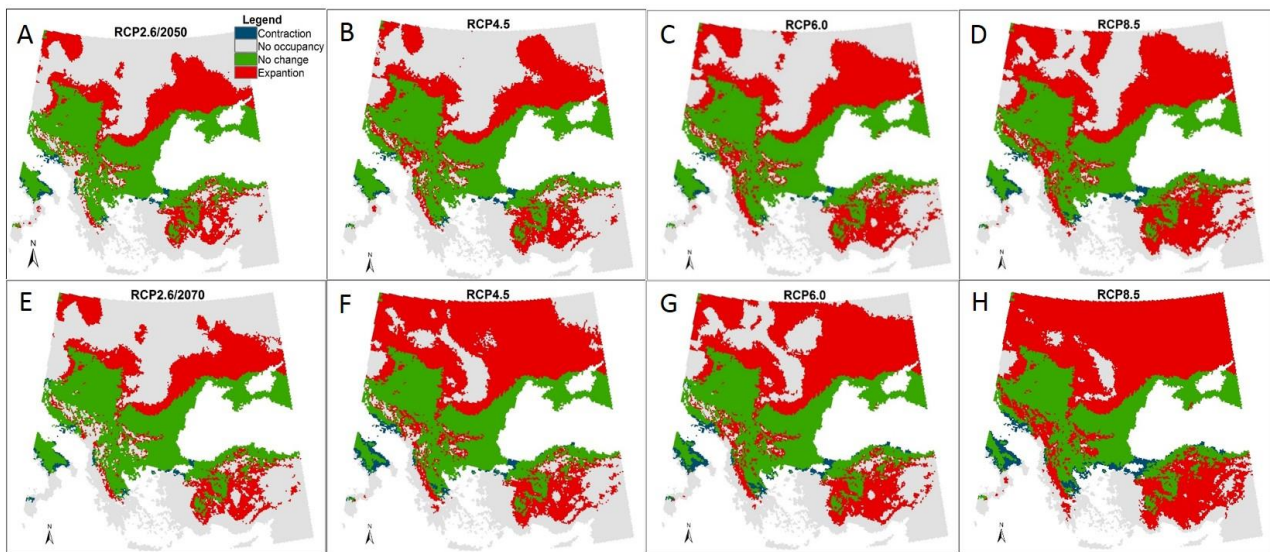 A
RCP2.6/2050
Legend
Contraction
No occupancy
No change
Expantion
N
B
RCP4.5
N
C
RCP6.0
N
D
RCP8.5
N
E
RCP2.6/2070
N
F
RCP4.5
N
G
RCP6.0
N
H
RCP8.5
N